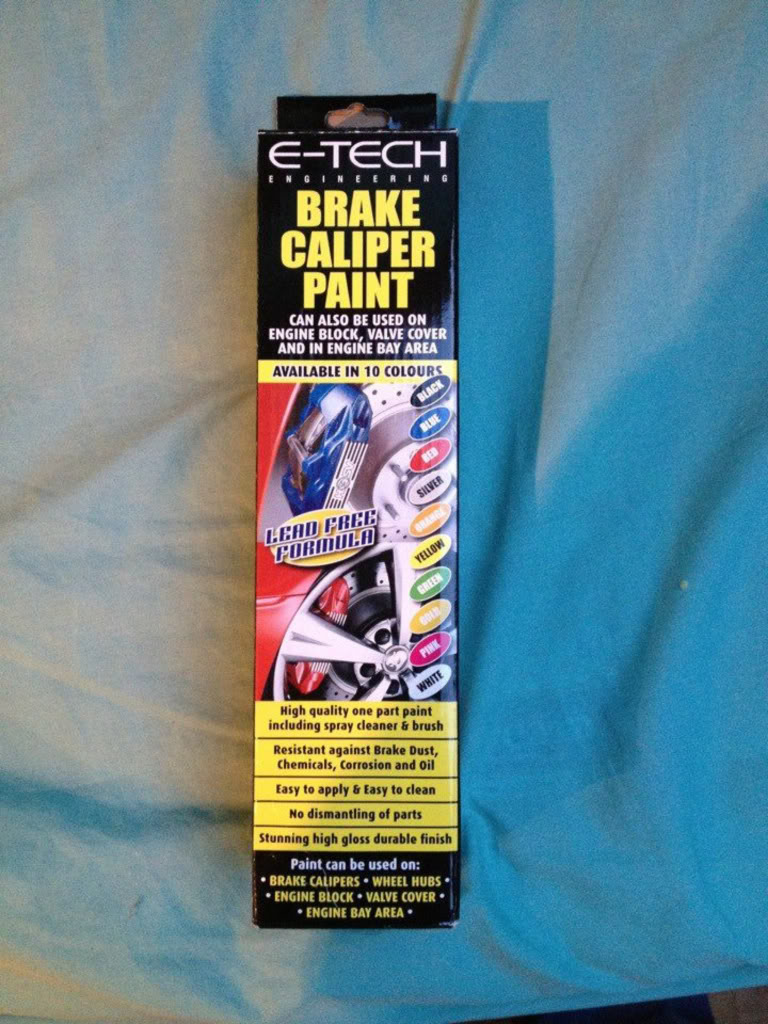 E-TECH
ENGINEERING
BRAKE
CALIPER
PAINT
CAN ALSO BE USED ON
ENGINE BLOCK, VALVE COVER
AND IN ENGINE BAY AREA
AVAILABLE IN 10 COLOURS
BLACK
BLUE
RED
SILVER
ORANGE
YELLOW
GREEN
GOLD
PINK
WHITE
LEAD FREE
FORMULA
High quality one part paint
including spray cleaner & brush
Resistant against Brake Dust,
Chemicals, Corrosion and Oil
Easy to apply & Easy to clean
No dismantling of parts
Stunning high gloss durable finish
Paint can be used on:
• BRAKE CALIPERS • WHEEL HUBS •
• ENGINE BLOCK • VALVE COVER •
• ENGINE BAY AREA •